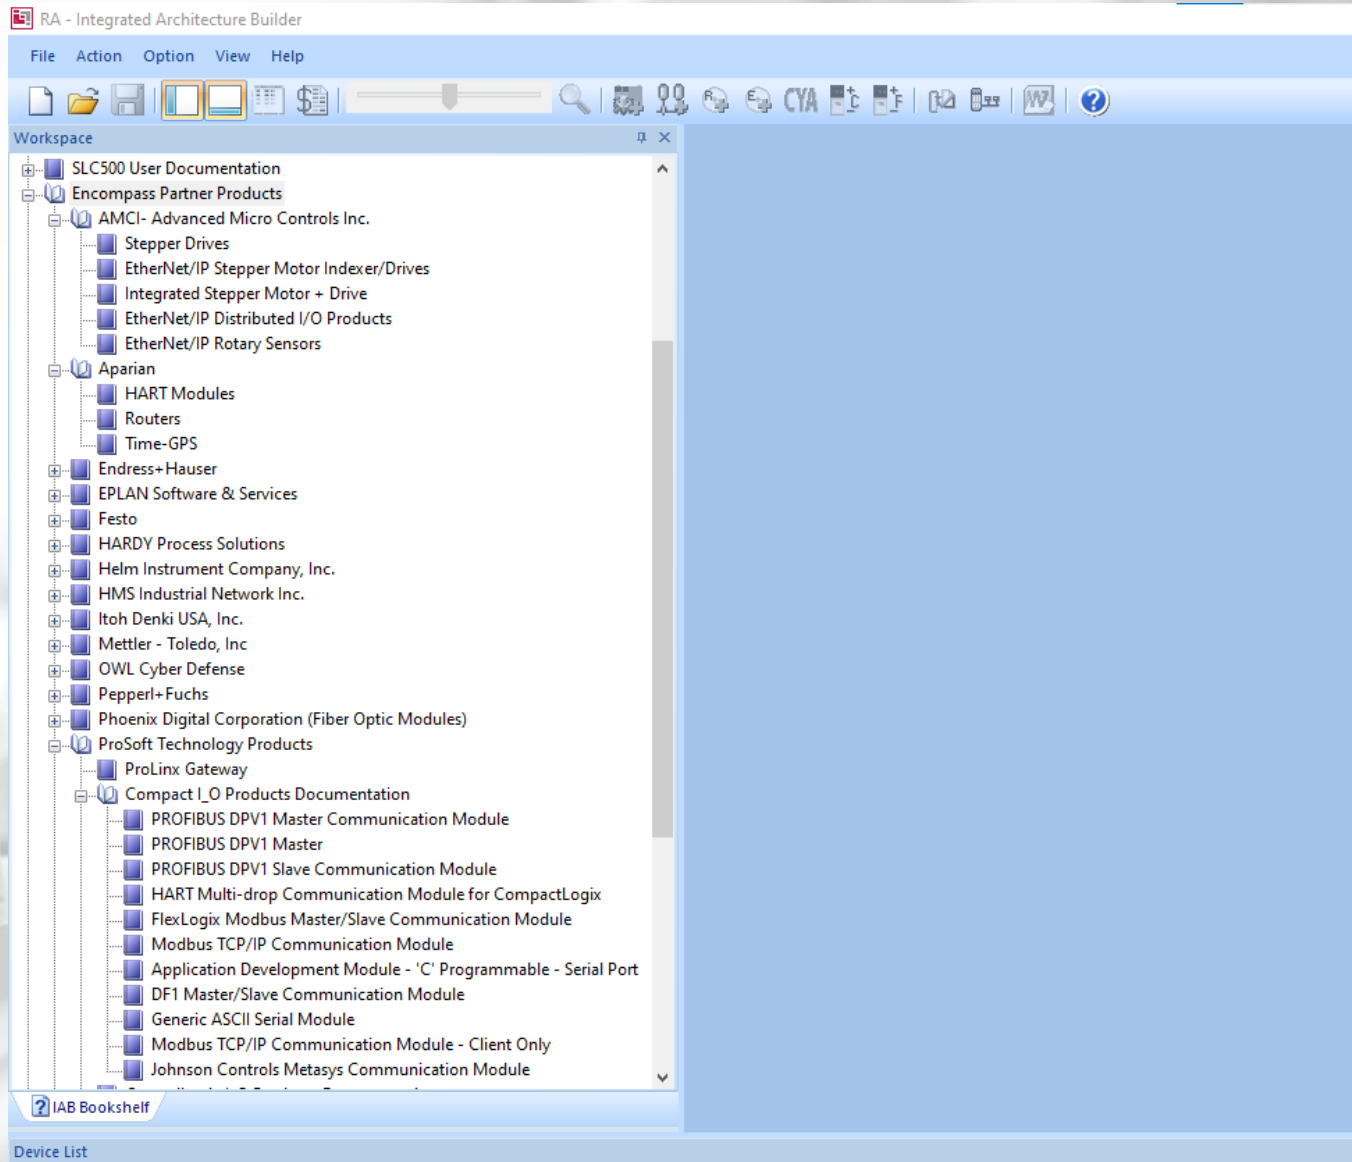 RA - Integrated Architecture Builder
File Action Option View Help
CYA
Workspace
SLC500 User Documentation
Encompass Partner Products
AMCI- Advanced Micro Controls Inc.
Stepper Drives
EtherNet/IP Stepper Motor Indexer/Drives
Integrated Stepper Motor + Drive
EtherNet/IP Distributed I/O Products
EtherNet/IP Rotary Sensors
Aparian
HART Modules
Routers
Time-GPS
Endress+Hauser
EPLAN Software & Services
Festo
HARDY Process Solutions
Helm Instrument Company, Inc.
HMS Industrial Network Inc.
Itoh Denki USA, Inc.
Mettler - Toledo, Inc
OWL Cyber Defense
Pepperl+Fuchs
Phoenix Digital Corporation (Fiber Optic Modules)
ProSoft Technology Products
ProLinx Gateway
Compact I_O Products Documentation
PROFIBUS DPV1 Master Communication Module
PROFIBUS DPV1 Master
PROFIBUS DPV1 Slave Communication Module
HART Multi-drop Communication Module for CompactLogix
FlexLogix Modbus Master/Slave Communication Module
Modbus TCP/IP Communication Module
Application Development Module - 'C' Programmable - Serial Port
DF1 Master/Slave Communication Module
Generic ASCII Serial Module
Modbus TCP/IP Communication Module - Client Only
Johnson Controls Metasys Communication Module
IAB Bookshelf
Device List